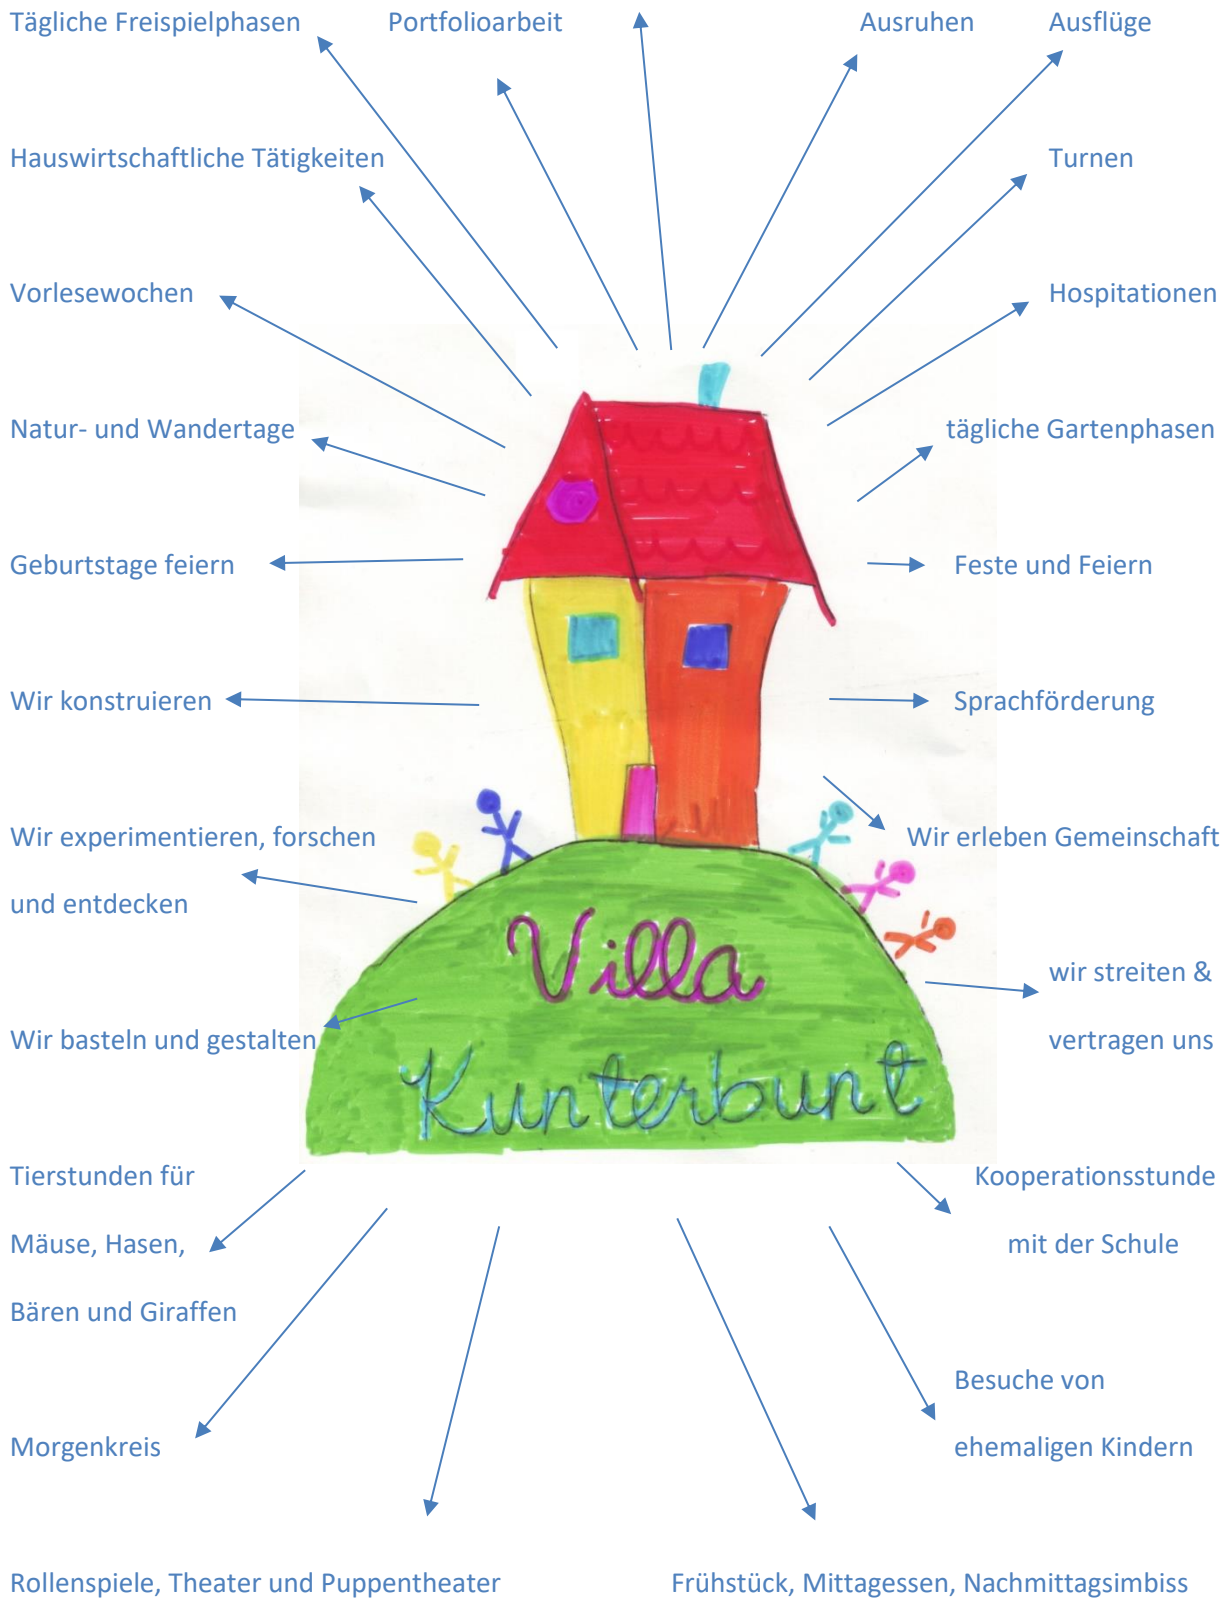 Tägliche Freispielphasen Portfolioarbeit Ausruhen Ausflüge
Hauswirtschaftliche Tätigkeiten Turnen
Vorlesewochen Hospitationen
Natur- und Wandertage tägliche Gartenphasen
Geburtstage feiern Feste und Feiern
Wir konstruieren Sprachförderung
Wir experimentieren, forschen Wir erleben Gemeinschaft
und entdecken
Villa
wir streiten &
Wir basteln und gestalten vertragen uns
Kunterbunt
Tierstunden für Kooperationsstunde
Mäuse, Hasen, mit der Schule
Bären und Giraffen
Besuche von
Morgenkreis ehemaligen Kindern
Rollenspiele, Theater und Puppentheater Frühstück, Mittagessen, Nachmittagsimbiss